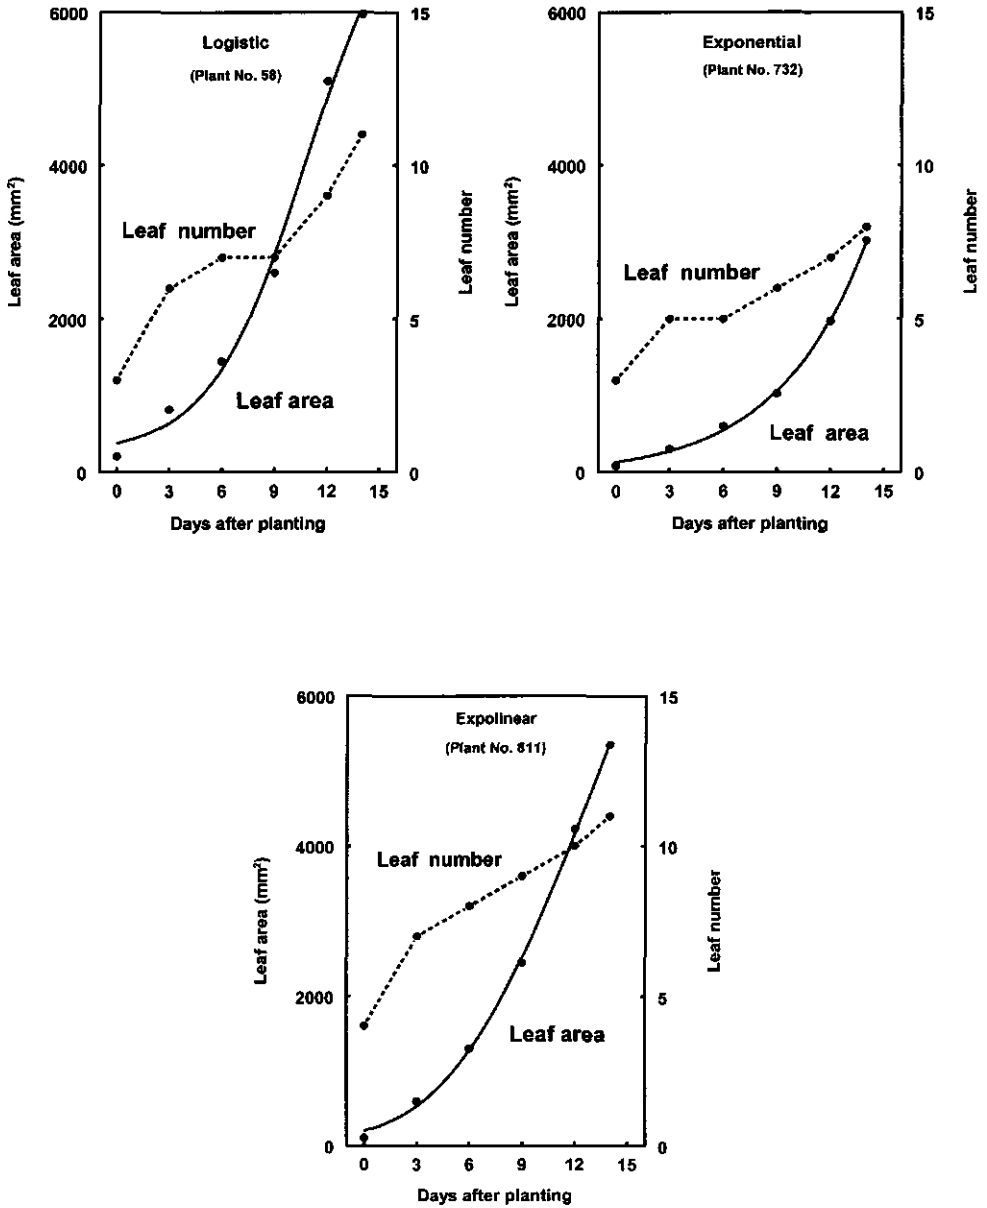 Logistic
(Plant No. 58)
6000
4000
2000
0
15
10
5
0
Leaf area (mm²)
Leaf number
Leaf number
Leaf area
0 3 6 9 12 15
Days after planting
Exponential
(Plant No. 732)
6000
4000
2000
0
15
10
5
0
Leaf area (mm²)
Leaf number
Leaf number
Leaf area
0 3 6 9 12 15
Days after planting
Expolinear
(Plant No. 811)
6000
4000
2000
0
15
10
5
0
Leaf area (mm²)
Leaf number
Leaf number
Leaf area
0 3 6 9 12 15
Days after planting